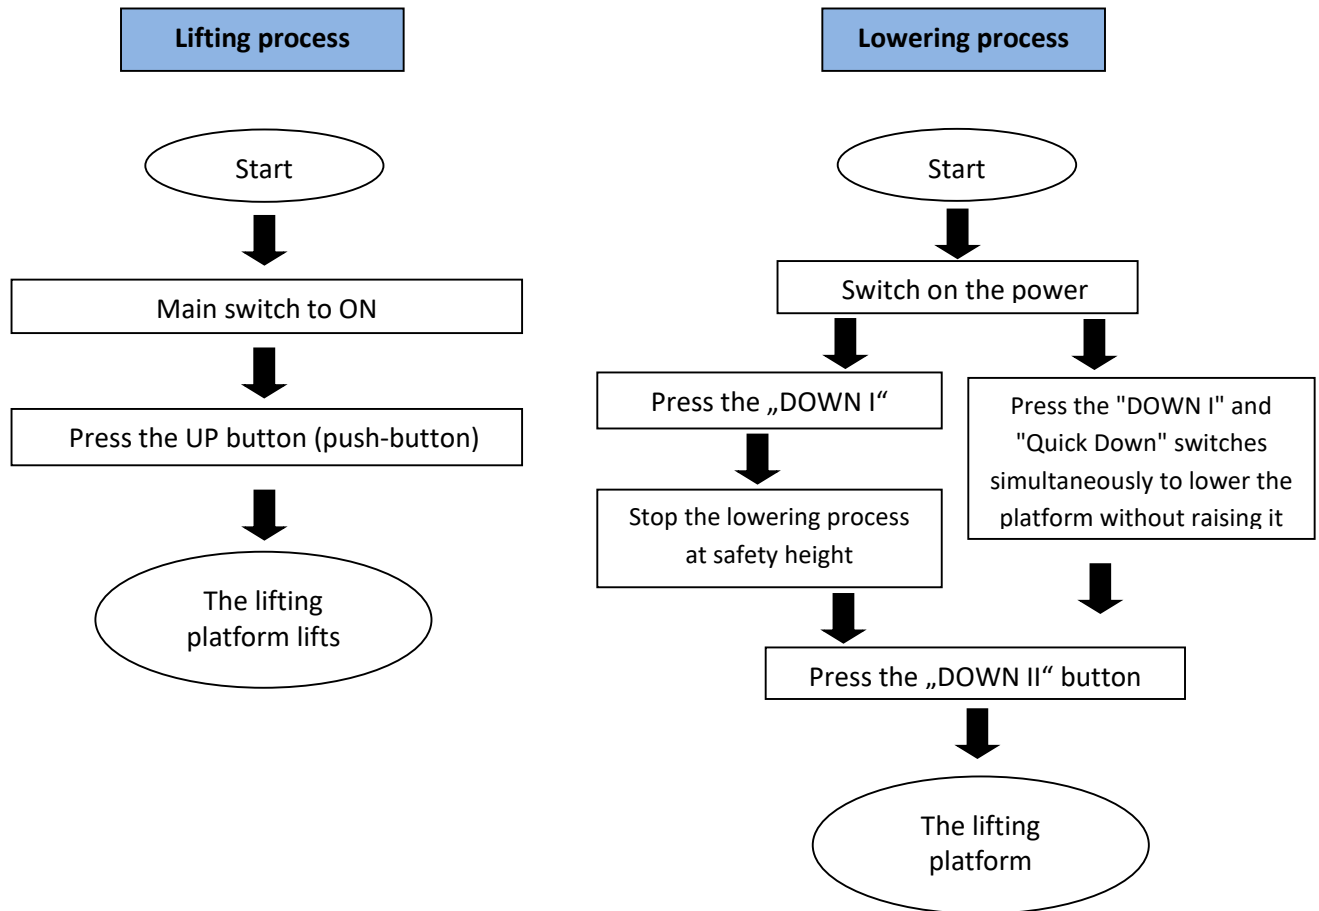 Lifting process
Start
Main switch to ON
Press the UP button (push-button)
The lifting
platform lifts
Lowering process
Start
Switch on the power
Press the „DOWN I“
Stop the lowering process
at safety height
Press the "DOWN I" and
"Quick Down" switches
simultaneously to lower the
platform without raising it
Press the „DOWN II“ button
The lifting
platform